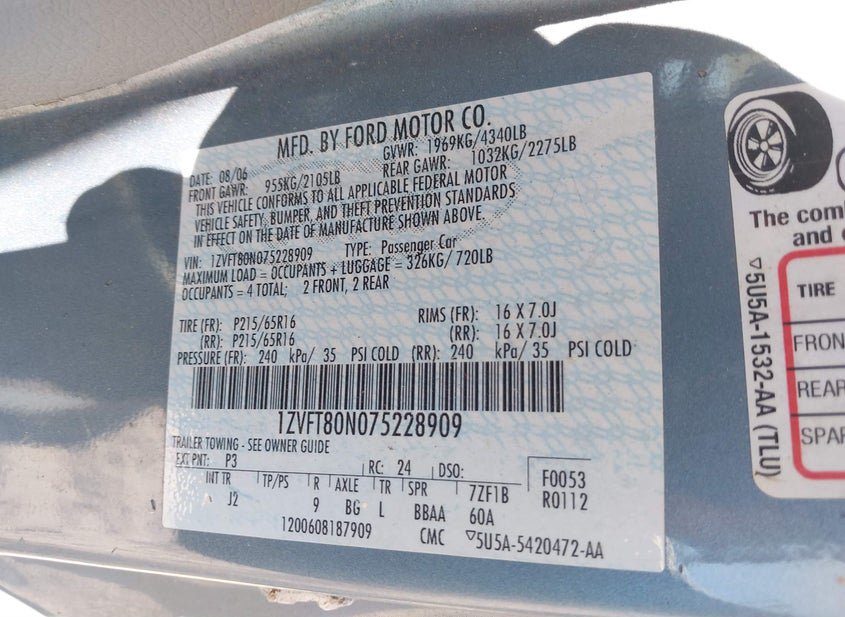 MFD. BY FORD MOTOR CO.
DATE: 08/06 GVWR: 1969KG/4340LB
FRONT GAWR: 955KG/2105LB REAR GAWR: 1032KG/2275LB
THIS VEHICLE CONFORMS TO ALL APPLICABLE FEDERAL MOTOR
VEHICLE SAFETY, BUMPER, AND THEFT PREVENTION STANDARDS
IN EFFECT ON THE DATE OF MANUFACTURE SHOWN ABOVE.
VIN: 1ZVFT80N075228909 TYPE: Passenger Car
MAXIMUM LOAD = OCCUPANTS + LUGGAGE = 326KG/ 720LB
OCCUPANTS = 4 TOTAL; 2 FRONT, 2 REAR
TIRE (FR): P215/65R16 RIMS (FR): 16 X 7.0J
(RR): P215/65R16 (RR): 16 X 7.0J
PRESSURE (FR): 240 kPa/ 35 PSI COLD (RR): 240 kPa/ 35 PSI COLD
1ZVFT80N075228909
TRAILER TOWING - SEE OWNER GUIDE
EXT PNT: P3 RC: 24 DSO: F0053
INT TR TP/PS R AXLE TR SPR 7ZF1B R0112
J2 9 BG L BBAA 60A
1200608187909 CMC ▽5U5A-5420472-AA
The comb
and
▽5U5A-1532-AA (TLU)
TIRE
FRON
REAR
SPAR